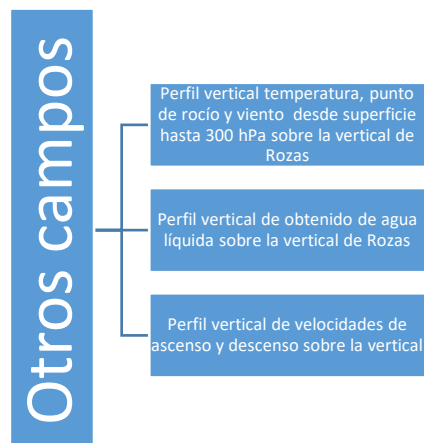 Otros campos
Perfil vertical temperatura, punto
de rocío y viento desde superficie
hasta 300 hPa sobre la vertical de
Rozas
Perfil vertical de obtenido de agua
líquida sobre la vertical de Rozas
Perfil vertical de velocidades de
ascenso y descenso sobre la vertical